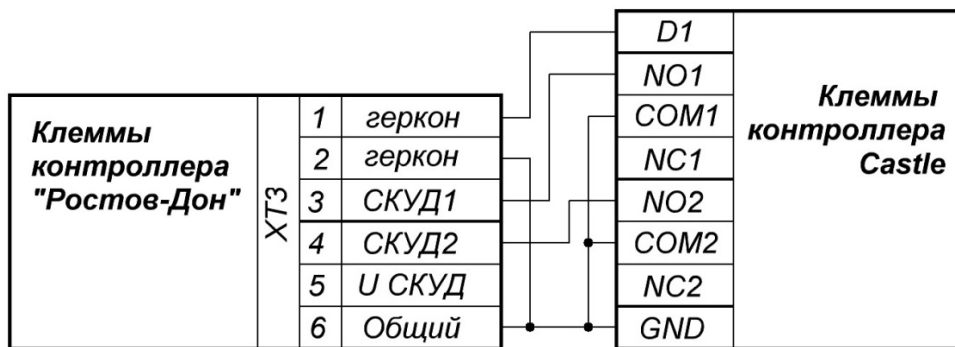 Клеммы
контроллера
"Ростов-Дон"
XT3
1 геркон
2 геркон
3 СКУД1
4 СКУД2
5 U СКУД
6 Общий
D1
NO1
COM1
NC1
NO2
COM2
NC2
GND
Клеммы
контроллера
Castle